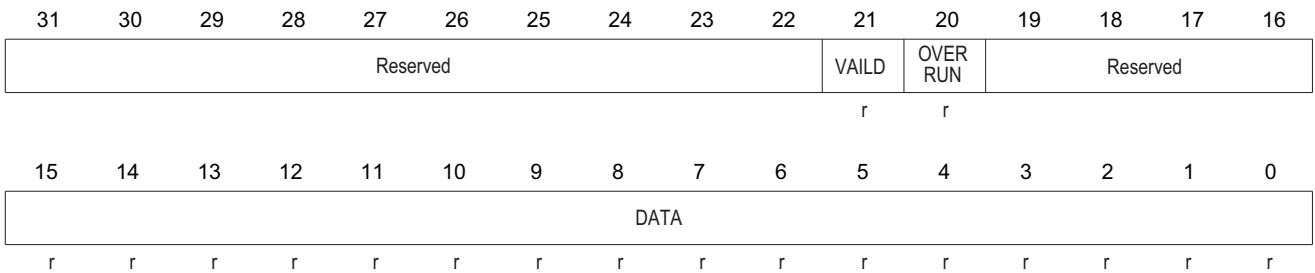 31 30 29 28 27 26 25 24 23 22 21 20 19 18 17 16
Reserved VAILD OVER RUN Reserved
r r
15 14 13 12 11 10 9 8 7 6 5 4 3 2 1 0
DATA
r r r r r r r r r r r r r r r r